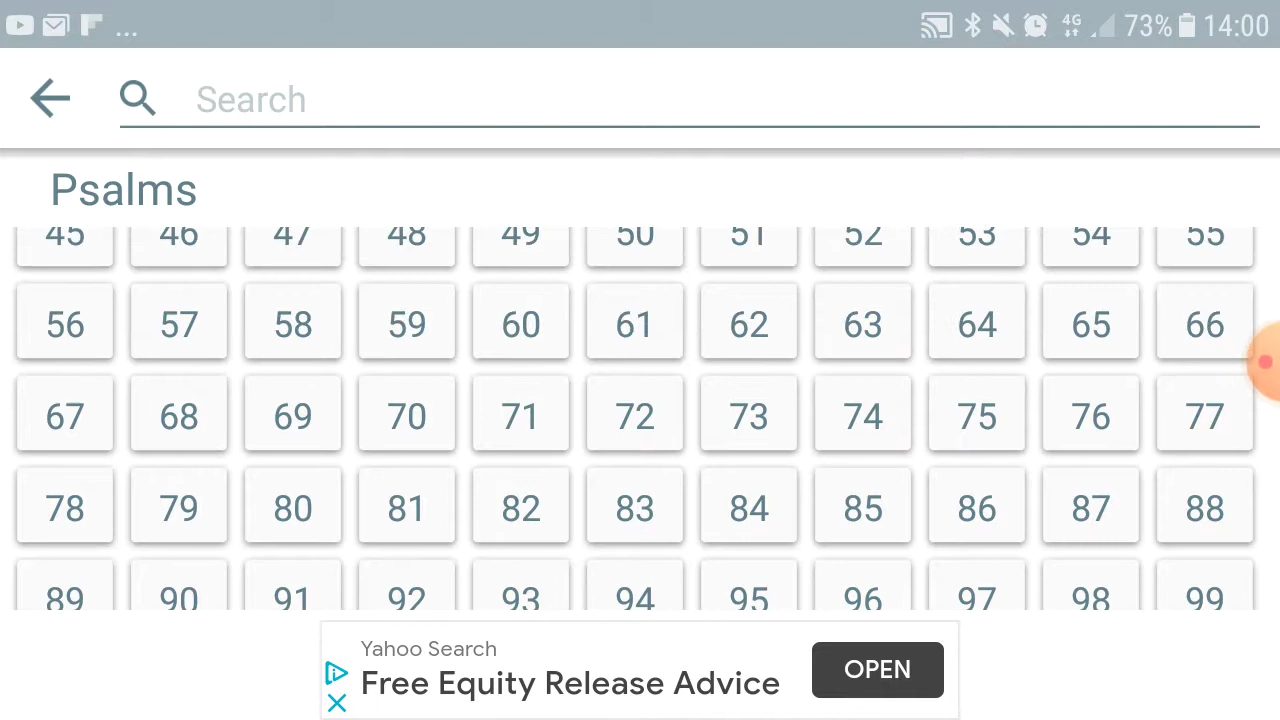 ... 4G 73% 14:00
Search
Psalms
45 46 47 48 49 50 51 52 53 54 55
56 57 58 59 60 61 62 63 64 65 66
67 68 69 70 71 72 73 74 75 76 77
78 79 80 81 82 83 84 85 86 87 88
89 90 91 92 93 94 95 96 97 98 99
Yahoo Search
Free Equity Release Advice
OPEN